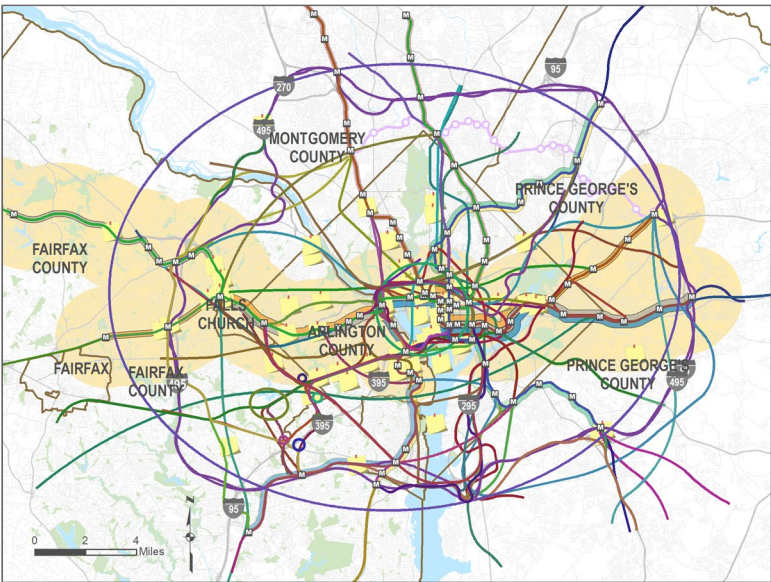 95
270
495
MONTGOMERY
COUNTY
PRINCE GEORGE'S
COUNTY
FAIRFAX
COUNTY
FALLS
CHURCH
ARLINGTON
COUNTY
FAIRFAX
FAIRFAX
COUNTY
495
395
PRINCE GEORGE'S
COUNTY
495
295
395
95
N
0 2 4
Miles